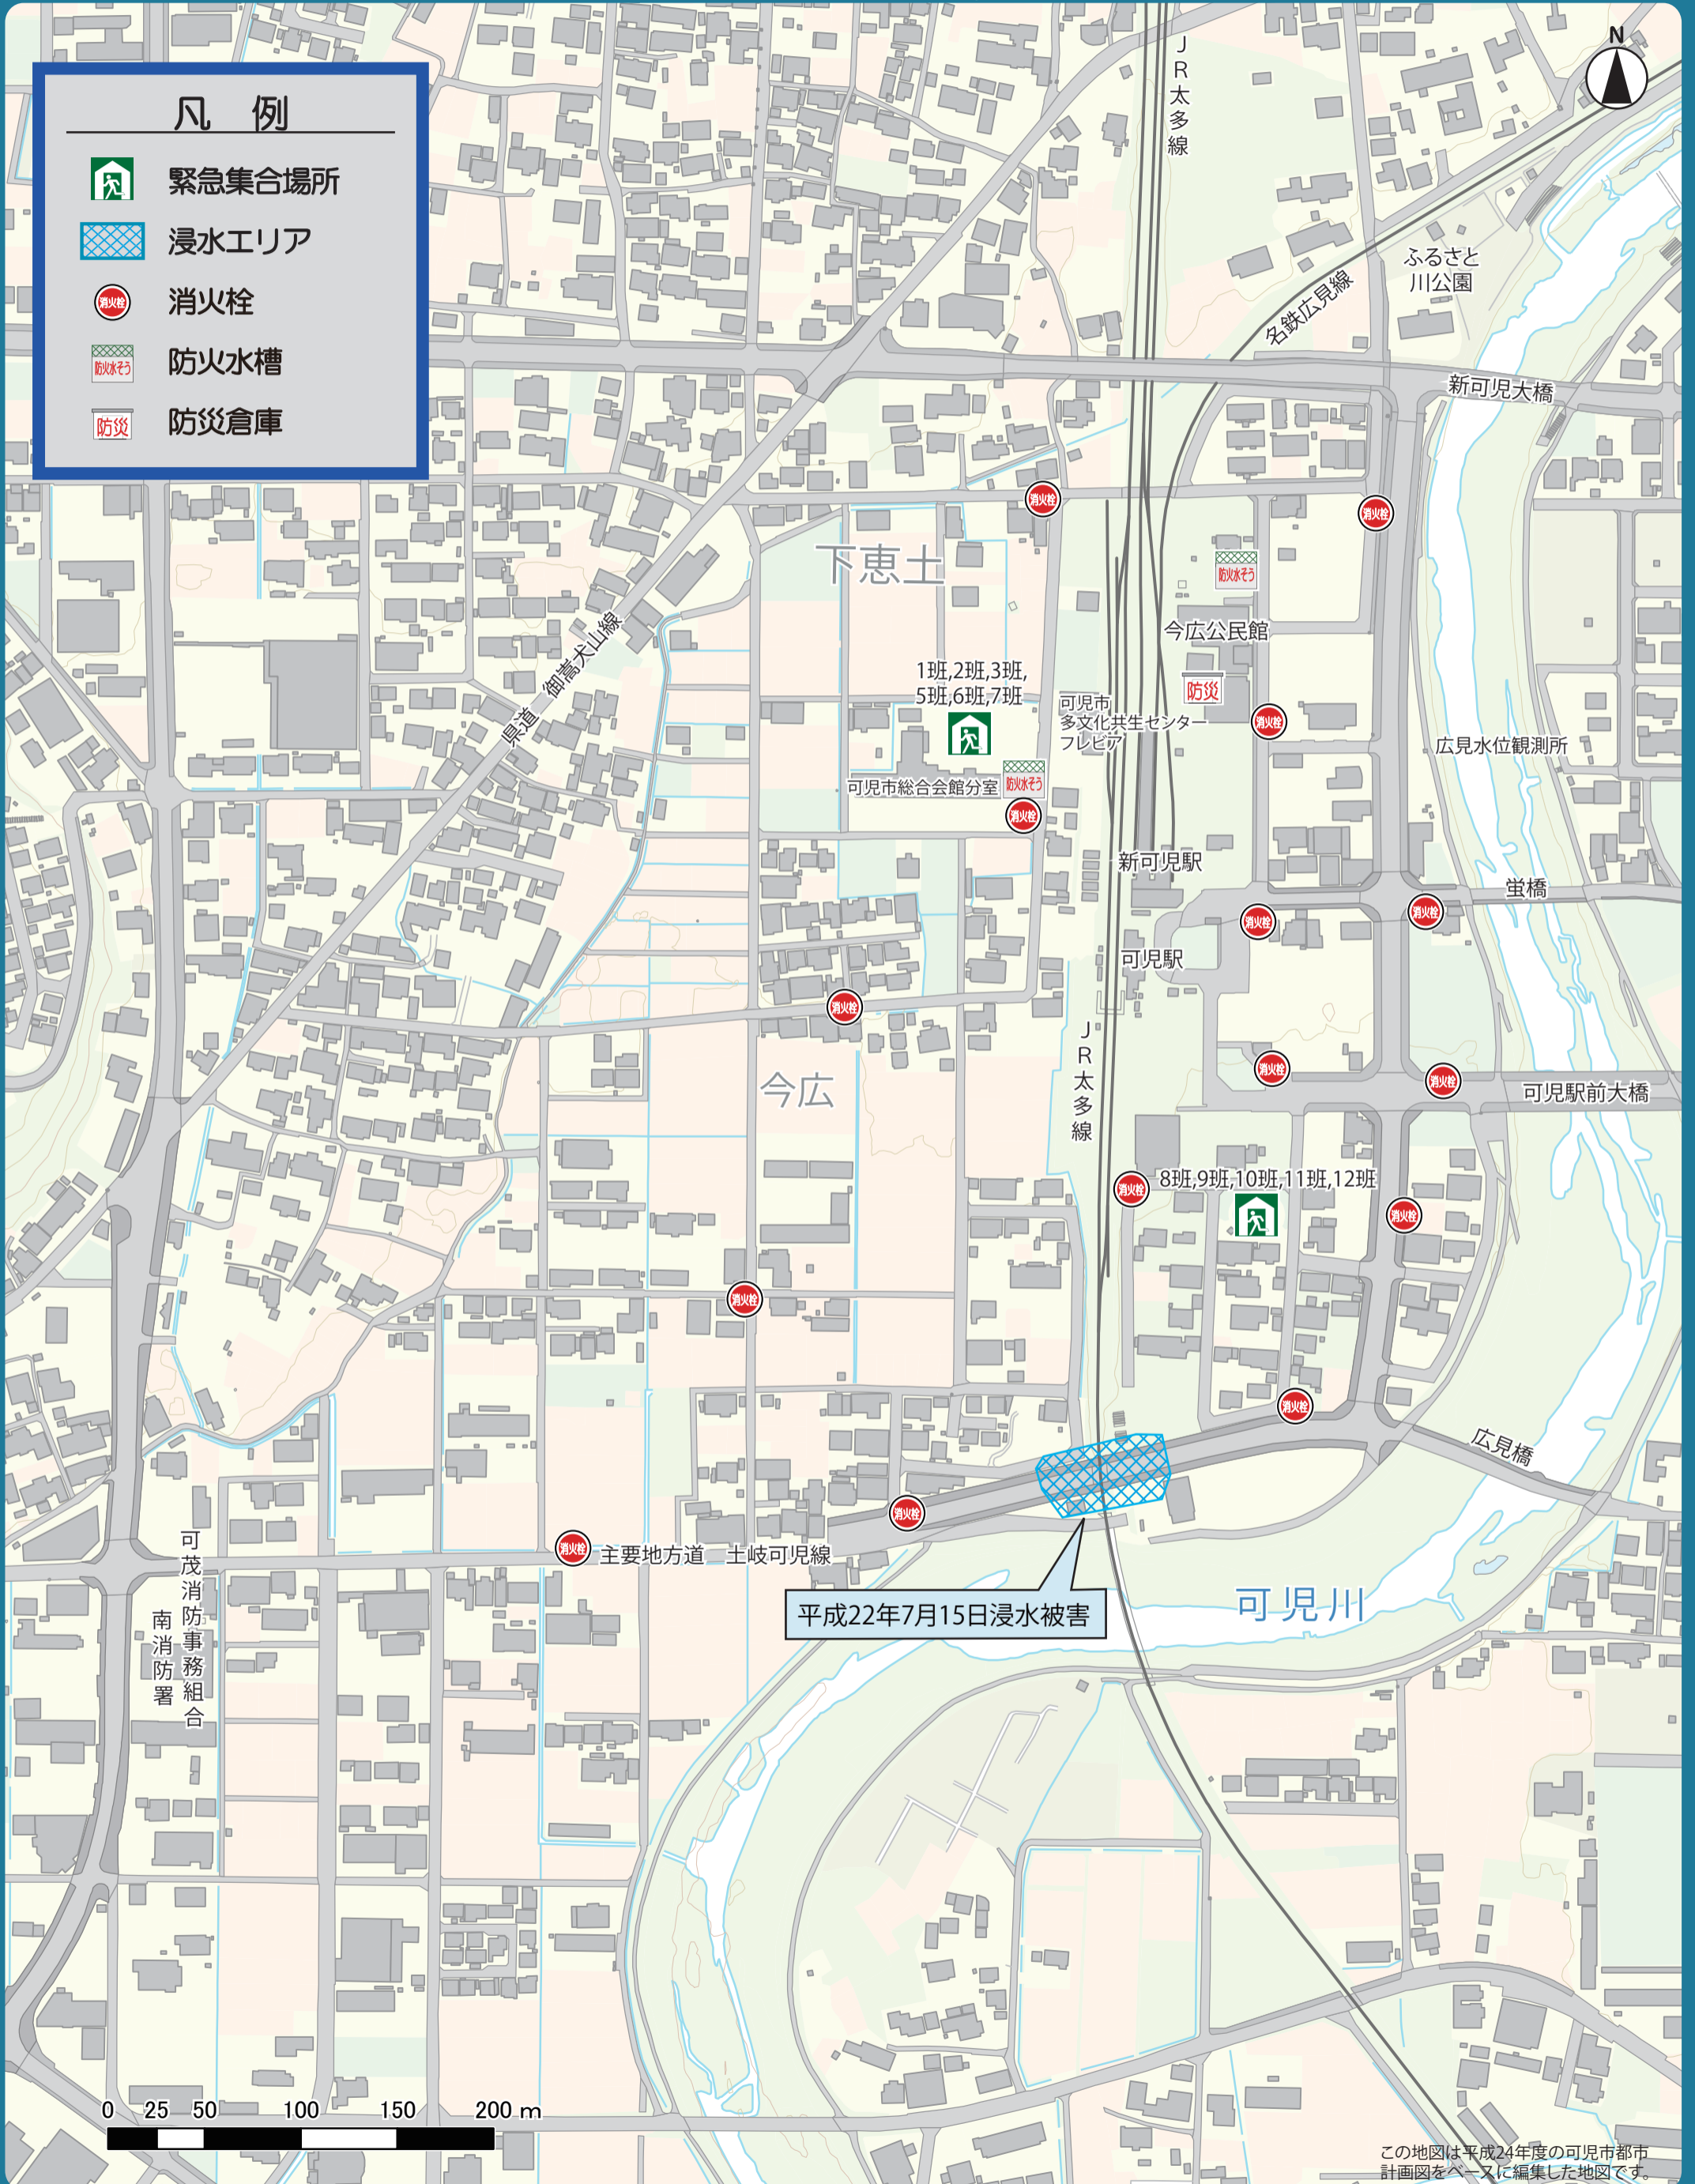 凡 例
緊急集合場所
浸水エリア
消火栓
消火栓
防火水そう
防火水槽
防災
防災倉庫
N
JR太多線
ふるさと
川公園
名鉄広見線
新可児大橋
消火栓
消火栓
下恵土
防火水そう
今広公民館
県道 御嵩犬山線
1班,2班,3班,
5班,6班,7班
防災
可児市
多文化共生センター
フレビア
消火栓
広見水位観測所
可児市総合会館分室
防火水そう
消火栓
新可児駅
蛍橋
消火栓
消火栓
可児駅
消火栓
JR太多線
消火栓
消火栓
今広
可児駅前大橋
消火栓
8班,9班,10班,11班,12班
消火栓
消火栓
消火栓
広見橋
消火栓
消火栓
主要地方道 土岐可児線
可茂消防事務組合
南消防署
平成22年7月15日浸水被害
可児川
0 25 50 100 150 200 m
この地図は平成24年度の可児市都市
計画図をベースに編集した地図です。